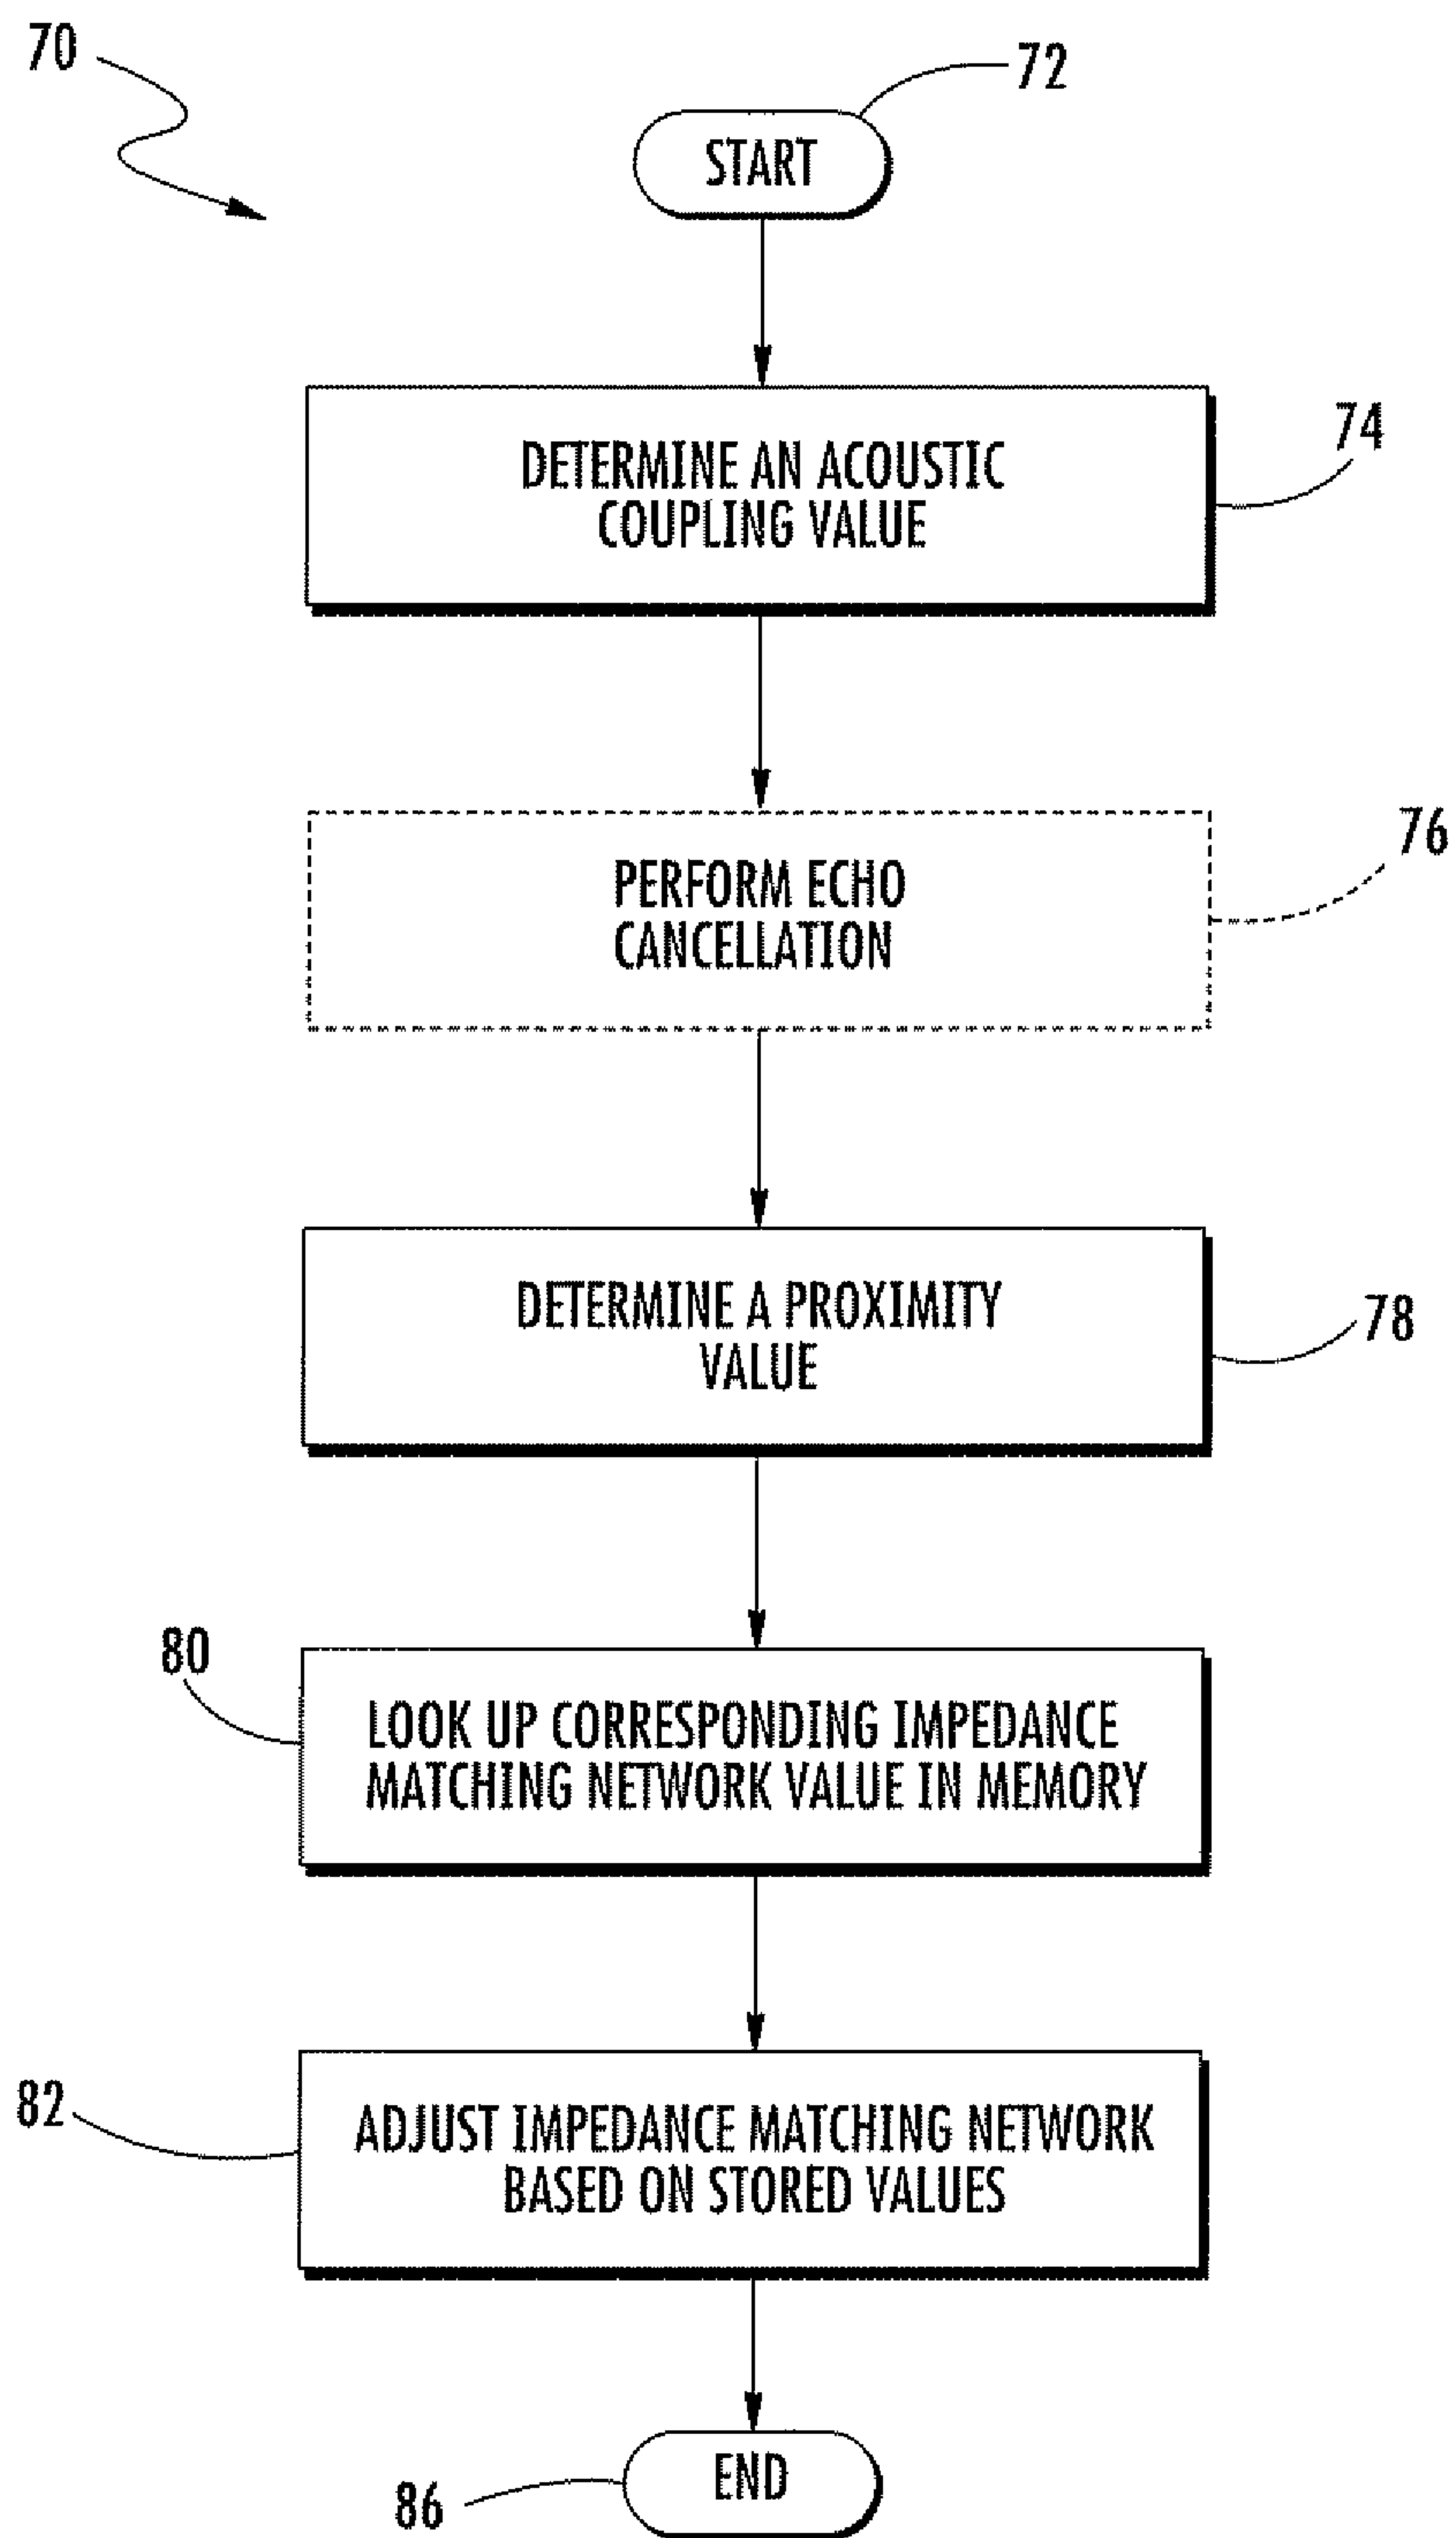 70
72
START
DETERMINE AN ACOUSTIC
COUPLING VALUE
74
PERFORM ECHO
CANCELLATION
76
DETERMINE A PROXIMITY
VALUE
78
80
LOOK UP CORRESPONDING IMPEDANCE
MATCHING NETWORK VALUE IN MEMORY
82
ADJUST IMPEDANCE MATCHING NETWORK
BASED ON STORED VALUES
END
86